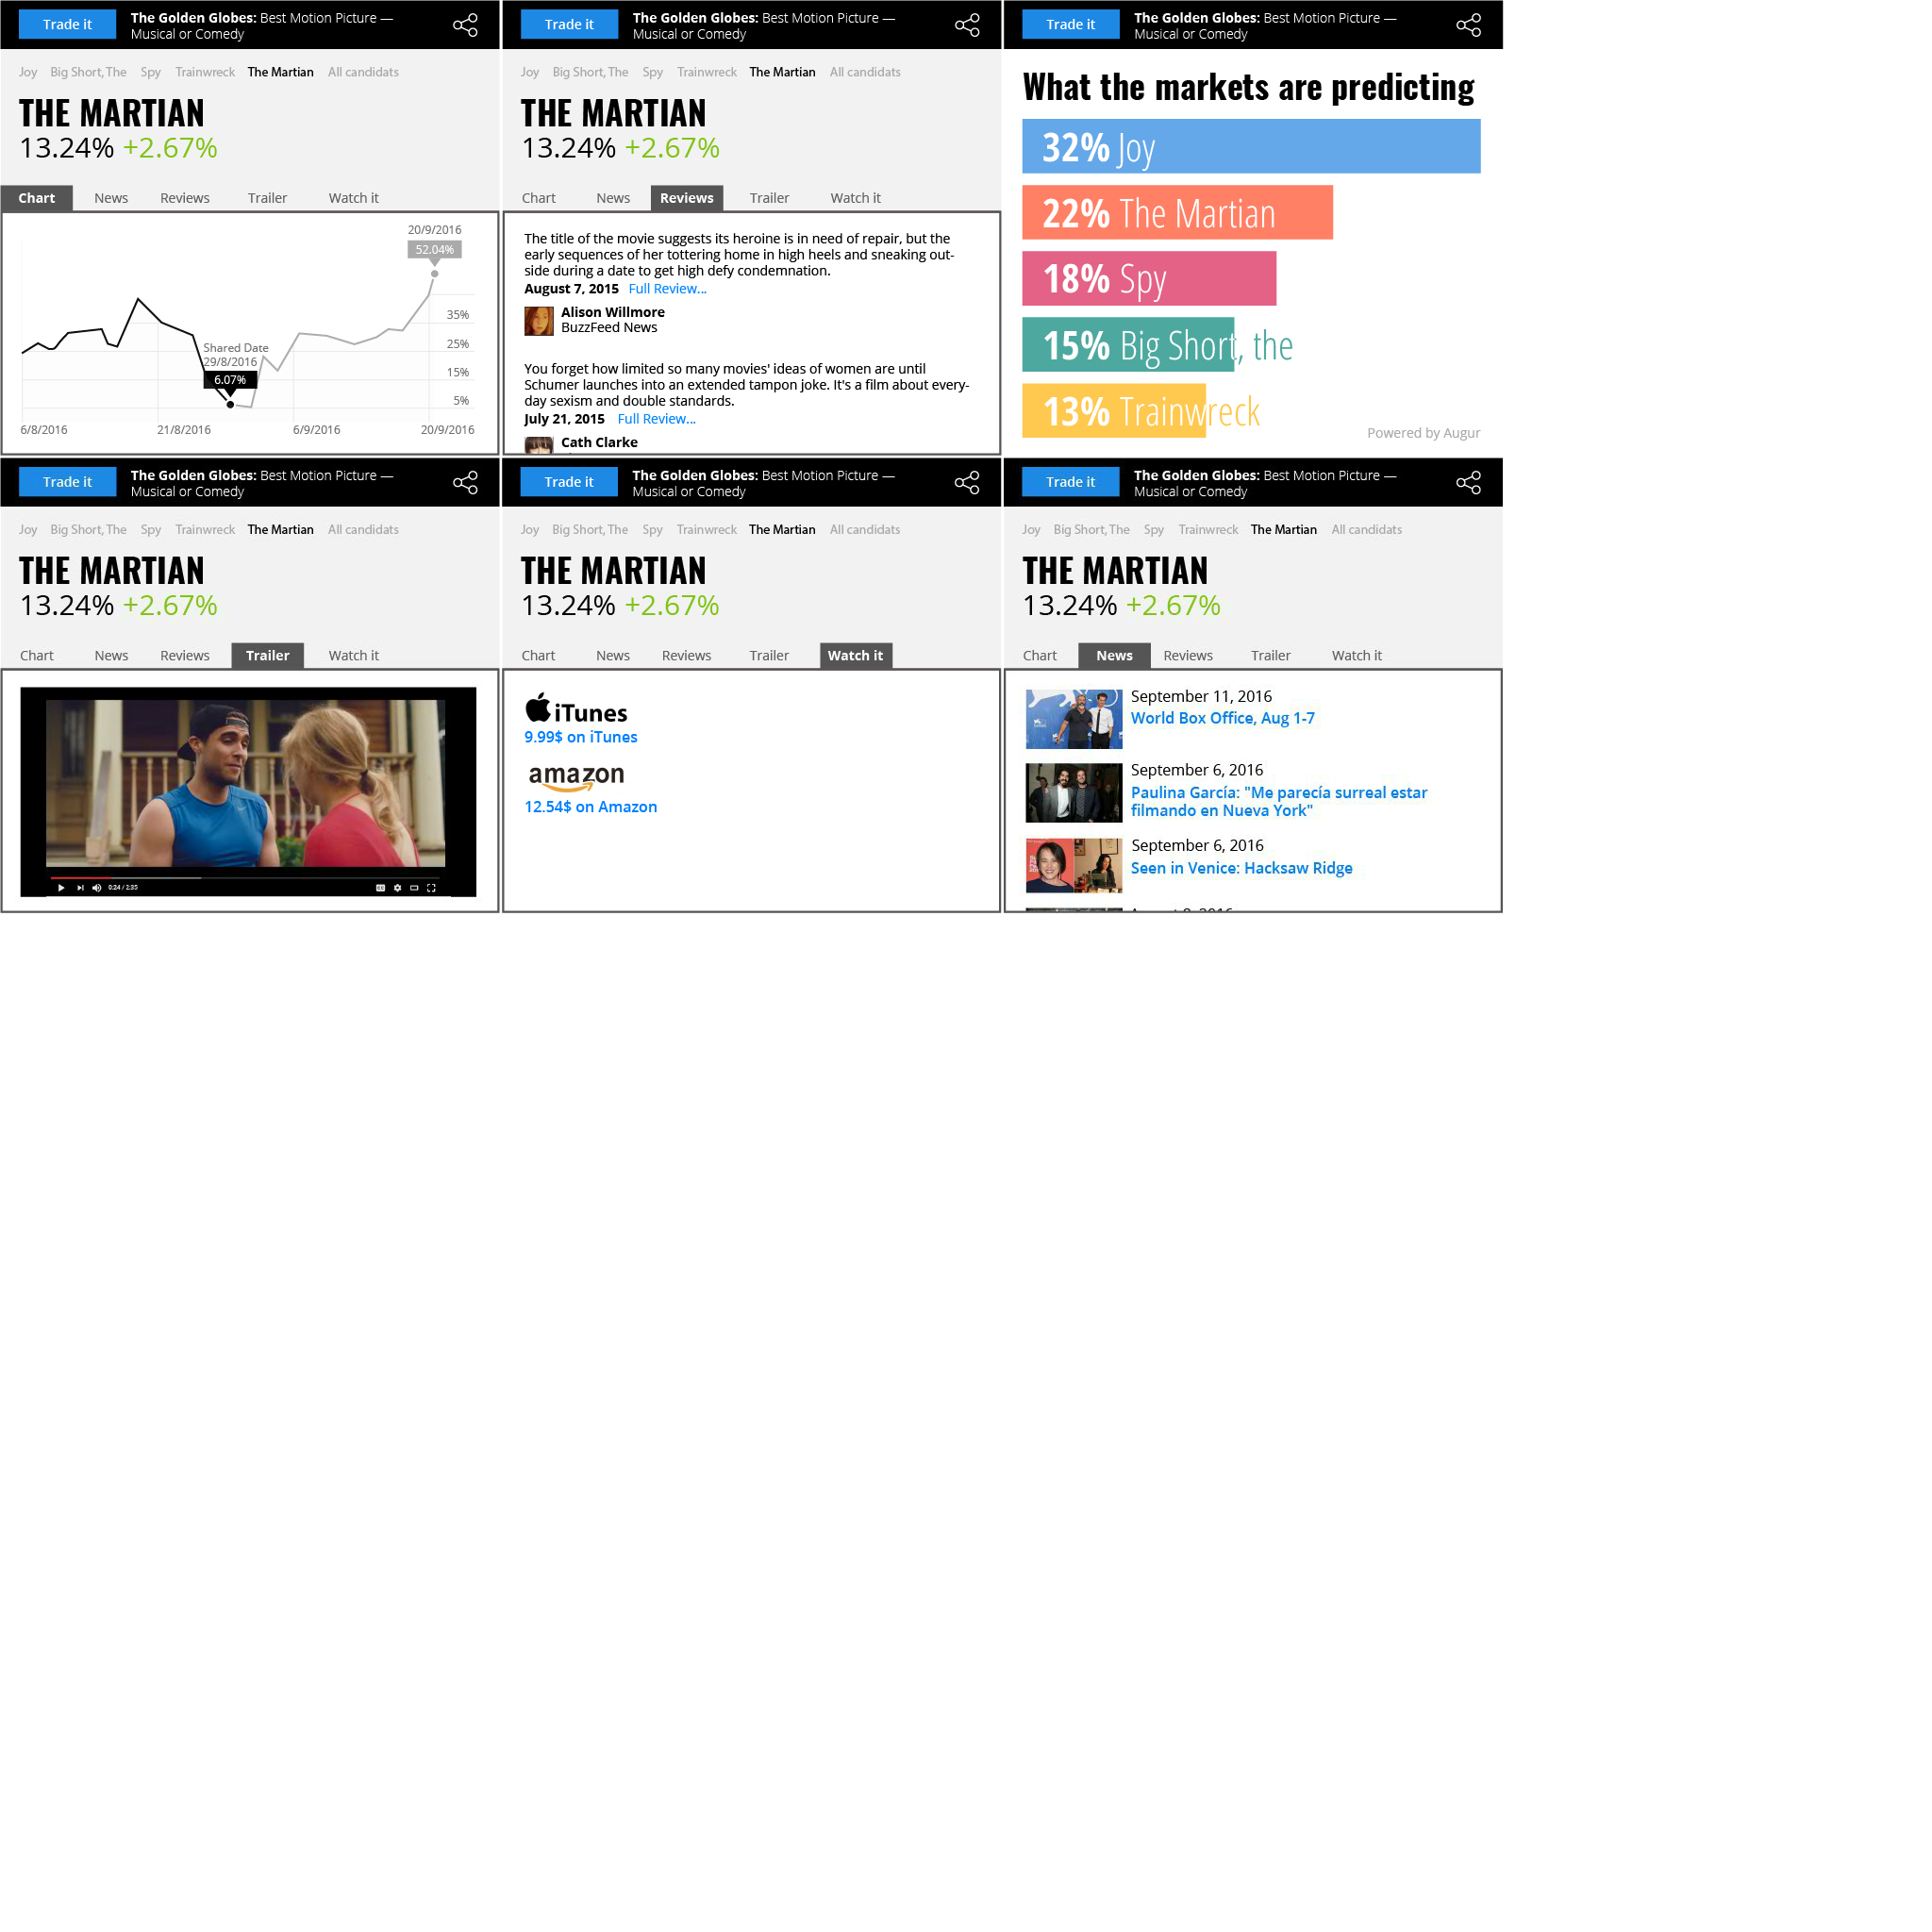 Trade it
The Golden Globes: Best Motion Picture —
Musical or Comedy
Joy Big Short, The Spy Trainwreck The Martian All candidats
THE MARTIAN
13.24% +2.67%
Chart News Reviews Trailer Watch it
20/9/2016
52.04%
35%
Shared Date
25%
29/8/2016
15%
6.07%
5%
6/8/2016 21/8/2016 6/9/2016 20/9/2016
Trade it
The Golden Globes: Best Motion Picture —
Musical or Comedy
Joy Big Short, The Spy Trainwreck The Martian All candidats
THE MARTIAN
13.24% +2.67%
Chart News Reviews Trailer Watch it
The title of the movie suggests its heroine is in need of repair, but the
early sequences of her tottering home in high heels and sneaking out-
side during a date to get high defy condemnation.
August 7, 2015 Full Review...
Alison Willmore
BuzzFeed News
You forget how limited so many movies' ideas of women are until
Schumer launches into an extended tampon joke. It's a film about every-
day sexism and double standards.
July 21, 2015 Full Review...
Cath Clarke
Trade it
The Golden Globes: Best Motion Picture —
Musical or Comedy
What the markets are predicting
32% Joy
22% The Martian
18% Spy
15% Big Short, the
13% Trainwreck
Powered by Augur
Trade it
The Golden Globes: Best Motion Picture —
Musical or Comedy
Joy Big Short, The Spy Trainwreck The Martian All candidats
THE MARTIAN
13.24% +2.67%
Chart News Reviews Trailer Watch it
0:24 / 2:35
Trade it
The Golden Globes: Best Motion Picture —
Musical or Comedy
Joy Big Short, The Spy Trainwreck The Martian All candidats
THE MARTIAN
13.24% +2.67%
Chart News Reviews Trailer Watch it
iTunes
9.99$ on iTunes
amazon
12.54$ on Amazon
Trade it
The Golden Globes: Best Motion Picture —
Musical or Comedy
Joy Big Short, The Spy Trainwreck The Martian All candidats
THE MARTIAN
13.24% +2.67%
Chart News Reviews Trailer Watch it
September 11, 2016
World Box Office, Aug 1-7
September 6, 2016
Paulina García: "Me parecía surreal estar
filmando en Nueva York"
September 6, 2016
Seen in Venice: Hacksaw Ridge